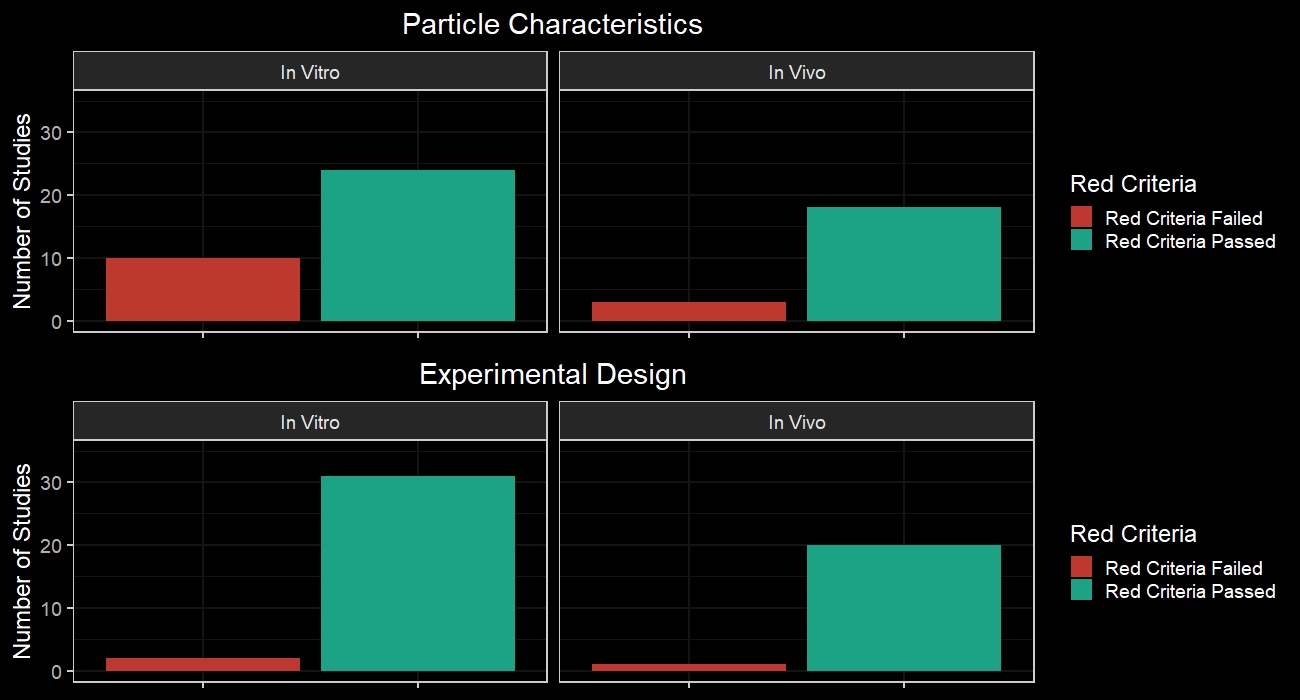 Particle Characteristics
In Vitro
In Vivo
Number of Studies
30
20
10
0
Red Criteria
Red Criteria Failed
Red Criteria Passed
Experimental Design
In Vitro
In Vivo
Number of Studies
30
20
10
0
Red Criteria
Red Criteria Failed
Red Criteria Passed